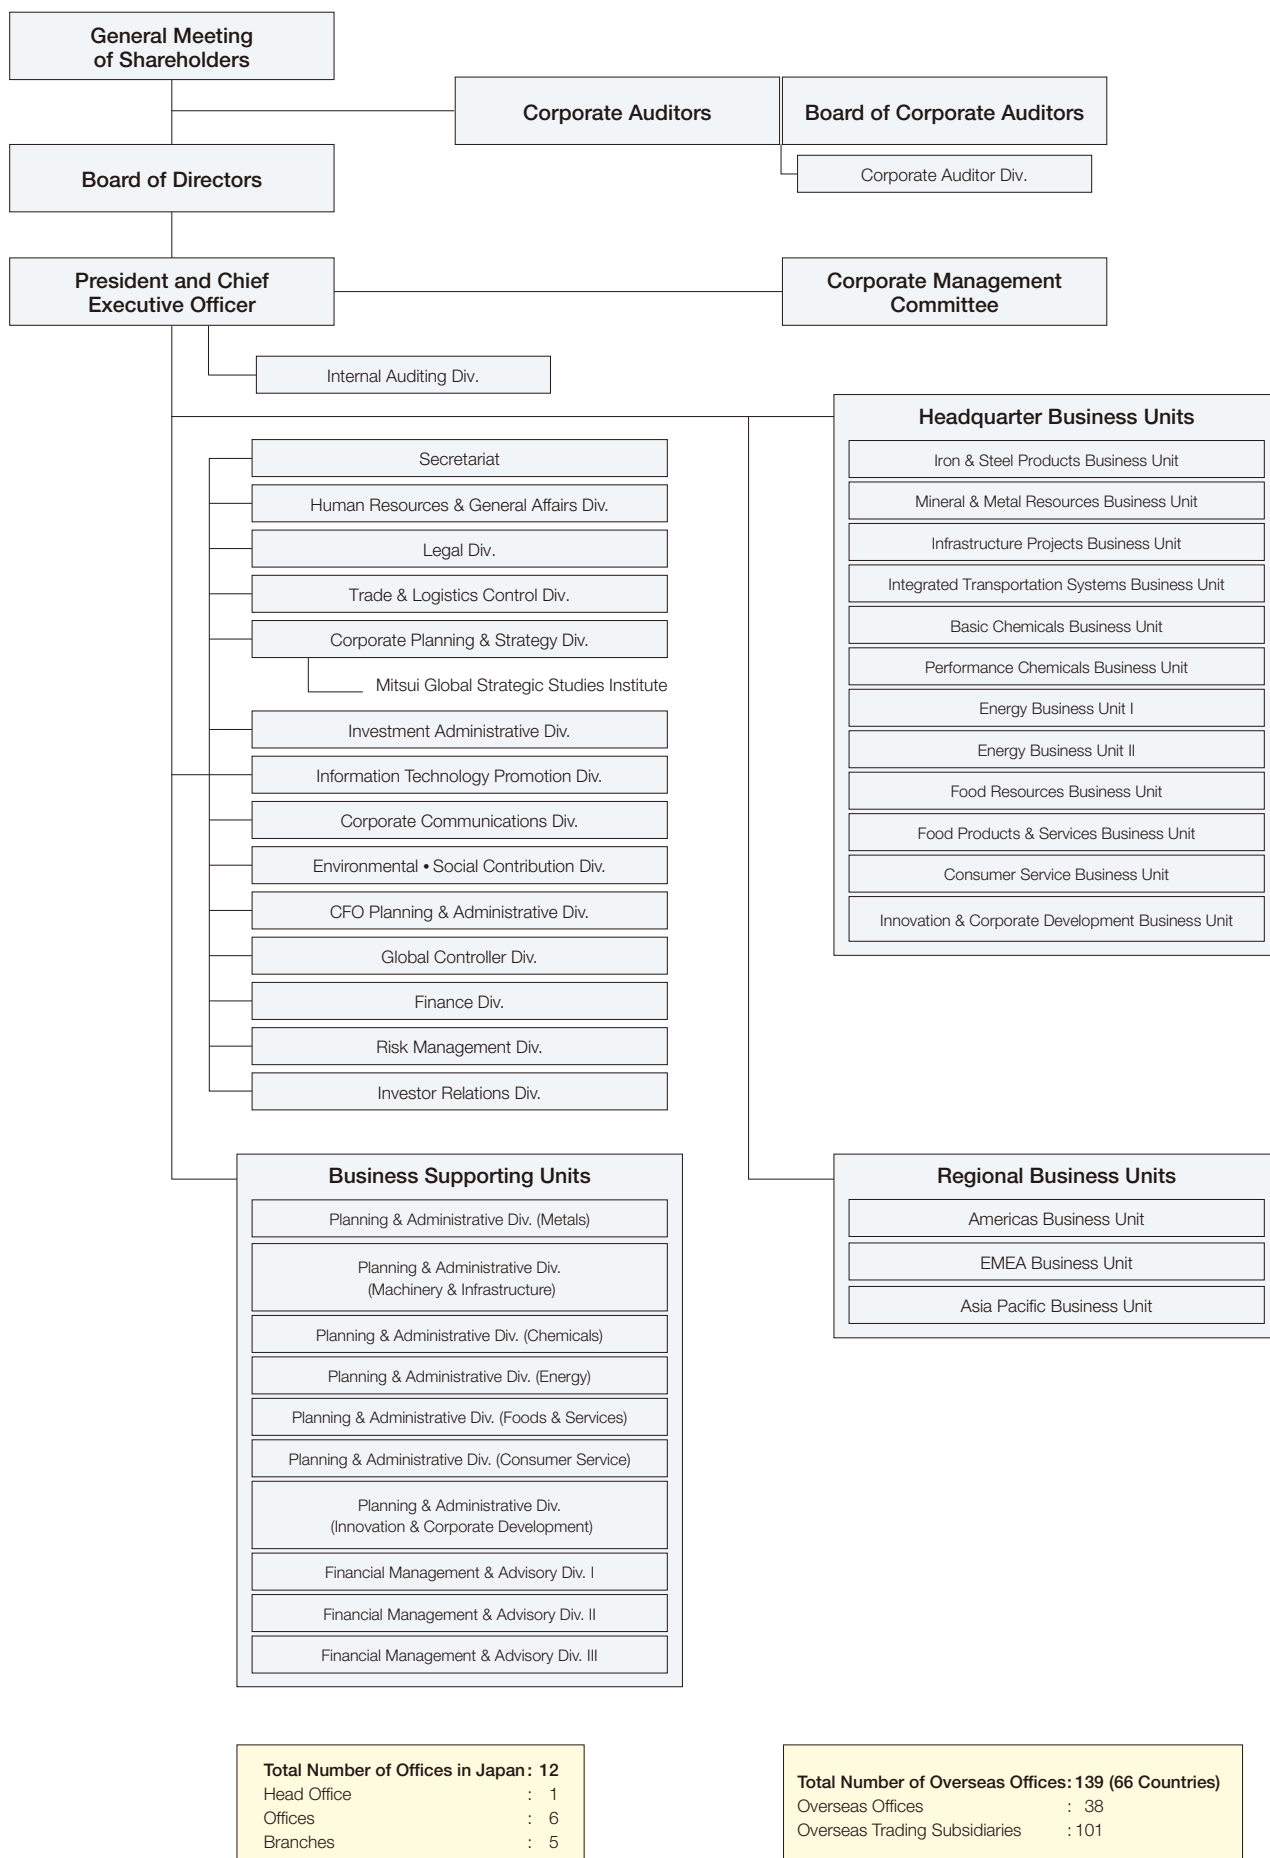 General Meeting
of Shareholders
Corporate Auditors
Board of Corporate Auditors
Corporate Auditor Div.
Board of Directors
President and Chief
Executive Officer
Corporate Management
Committee
Internal Auditing Div.
Secretariat
Human Resources & General Affairs Div.
Legal Div.
Trade & Logistics Control Div.
Corporate Planning & Strategy Div.
Mitsui Global Strategic Studies Institute
Investment Administrative Div.
Information Technology Promotion Div.
Corporate Communications Div.
Environmental • Social Contribution Div.
CFO Planning & Administrative Div.
Global Controller Div.
Finance Div.
Risk Management Div.
Investor Relations Div.
Headquarter Business Units
Iron & Steel Products Business Unit
Mineral & Metal Resources Business Unit
Infrastructure Projects Business Unit
Integrated Transportation Systems Business Unit
Basic Chemicals Business Unit
Performance Chemicals Business Unit
Energy Business Unit I
Energy Business Unit II
Food Resources Business Unit
Food Products & Services Business Unit
Consumer Service Business Unit
Innovation & Corporate Development Business Unit
Business Supporting Units
Planning & Administrative Div. (Metals)
Planning & Administrative Div.
(Machinery & Infrastructure)
Planning & Administrative Div. (Chemicals)
Planning & Administrative Div. (Energy)
Planning & Administrative Div. (Foods & Services)
Planning & Administrative Div. (Consumer Service)
Planning & Administrative Div.
(Innovation & Corporate Development)
Financial Management & Advisory Div. I
Financial Management & Advisory Div. II
Financial Management & Advisory Div. III
Regional Business Units
Americas Business Unit
EMEA Business Unit
Asia Pacific Business Unit
Total Number of Offices in Japan: 12
Head Office : 1
Offices : 6
Branches : 5
Total Number of Overseas Offices: 139 (66 Countries)
Overseas Offices : 38
Overseas Trading Subsidiaries : 101